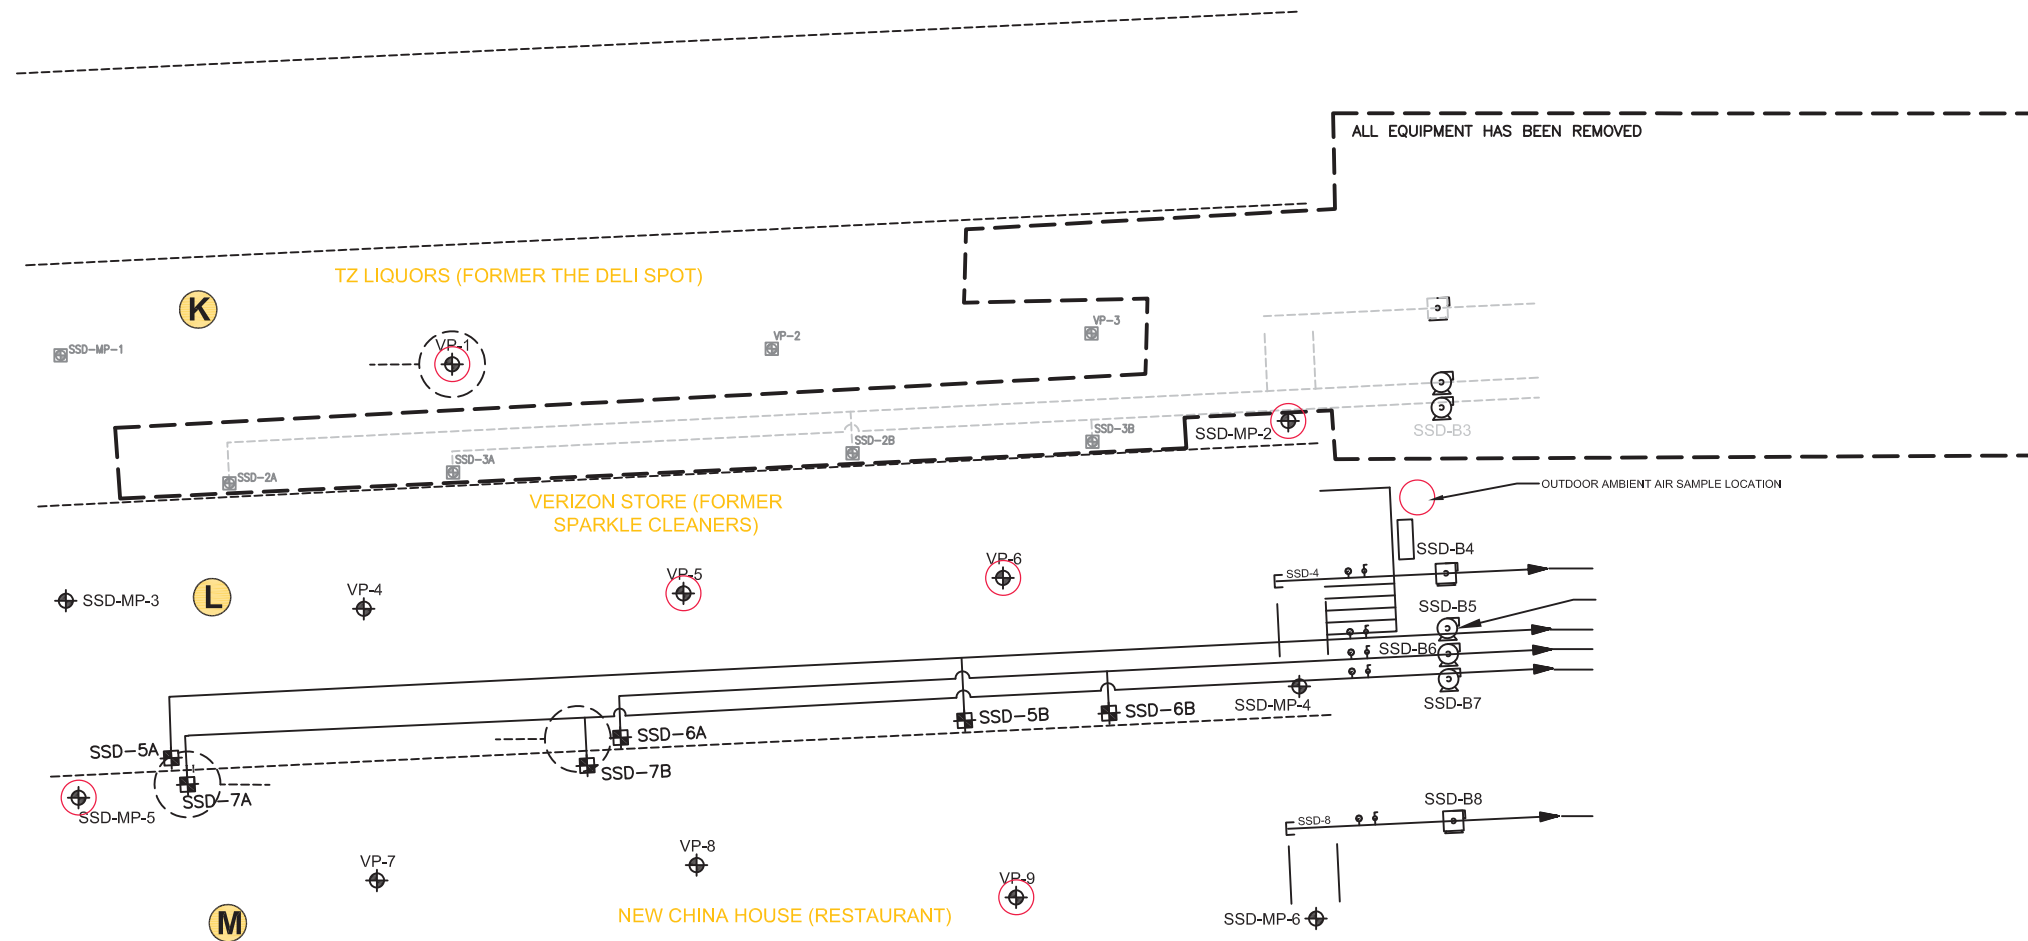 ALL EQUIPMENT HAS BEEN REMOVED
TZ LIQUORS (FORMER THE DELI SPOT)
K
SSD-MP-1
VP-1
VP-2
VP-3
SSD-MP-2
SSD-B3
SSD-2A
SSD-3A
SSD-2B
SSD-3B
VERIZON STORE (FORMER
SPARKLE CLEANERS)
OUTDOOR AMBIENT AIR SAMPLE LOCATION
SSD-B4
SSD-4
SSD-MP-3
L
VP-4
VP-5
VP-6
SSD-B5
SSD-B6
SSD-B7
SSD-MP-4
SSD-5A
SSD-6A
SSD-5B
SSD-6B
SSD-7B
SSD-7A
SSD-MP-5
SSD-B8
SSD-8
VP-7
VP-8
VP-9
M
NEW CHINA HOUSE (RESTAURANT)
SSD-MP-6